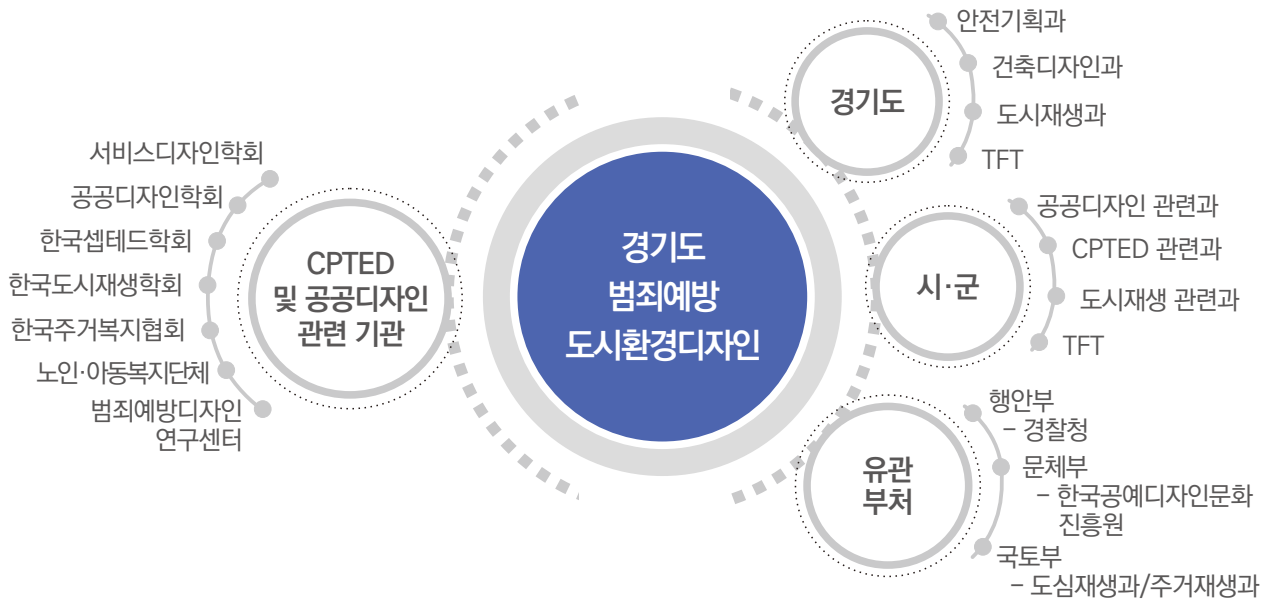 서비스디자인학회
공공디자인학회
한국셉테드학회
한국도시재생학회
한국주거복지협회
노인·아동복지단체
범죄예방디자인
연구센터
CPTED
및 공공디자인
관련 기관
경기도
범죄예방
도시환경디자인
경기도
안전기획과
건축디자인과
도시재생과
TFT
시·군
공공디자인 관련과
CPTED 관련과
도시재생 관련과
TFT
유관
부처
행안부
– 경찰청
문체부
– 한국공예디자인문화
진흥원
국토부
– 도심재생과/주거재생과